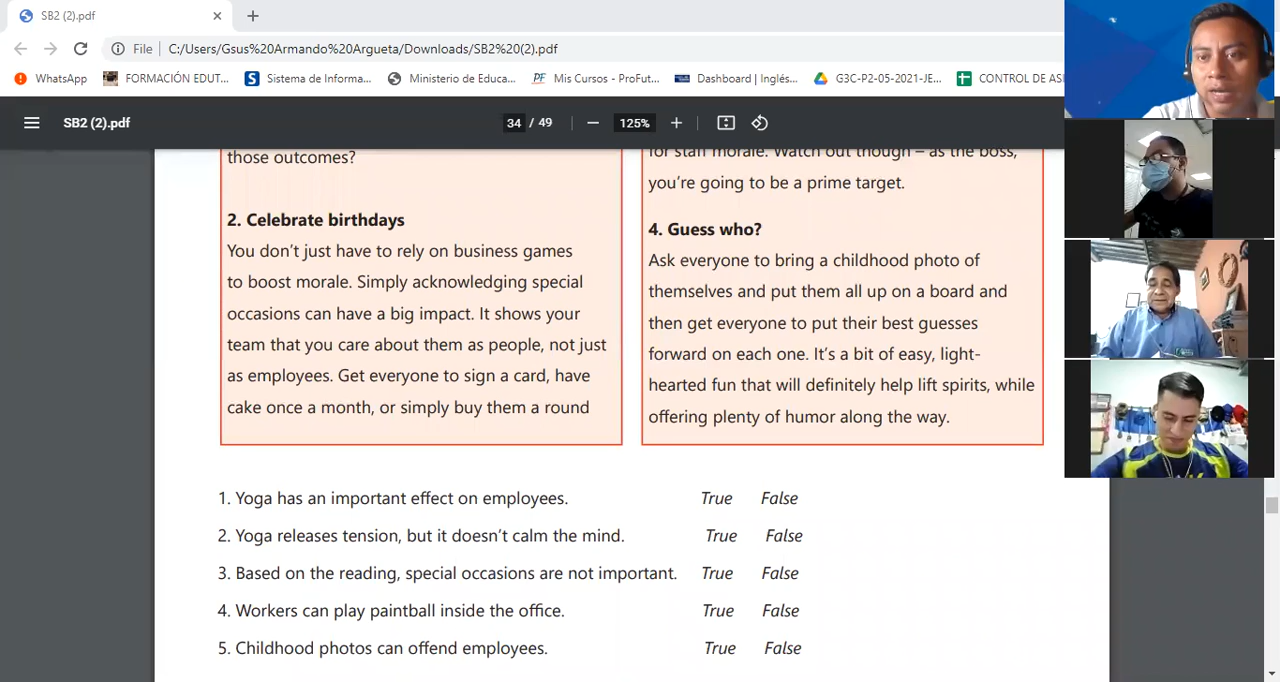 SB2 (2).pdf
File
C:/Users/Gsus%20Armando%20Argueta/Downloads/SB2%20(2).pdf
WhatsApp
FORMACIÓN EDUT...
Sistema de Informa...
Ministerio de Educa...
Mis Cursos - ProFut...
Dashboard | Inglés...
G3C-P2-05-2021-JE...
CONTROL DE ASI
SB2 (2).pdf
34 / 49
125%
those outcomes?
2. Celebrate birthdays
You don't just have to rely on business games
to boost morale. Simply acknowledging special
occasions can have a big impact. It shows your
team that you care about them as people, not just
as employees. Get everyone to sign a card, have
cake once a month, or simply buy them a round
for staff morale. Watch out though – as the boss,
you're going to be a prime target.
4. Guess who?
Ask everyone to bring a childhood photo of
themselves and put them all up on a board and
then get everyone to put their best guesses
forward on each one. It's a bit of easy, light-
hearted fun that will definitely help lift spirits, while
offering plenty of humor along the way.
1. Yoga has an important effect on employees. True False
2. Yoga releases tension, but it doesn't calm the mind. True False
3. Based on the reading, special occasions are not important. True False
4. Workers can play paintball inside the office. True False
5. Childhood photos can offend employees. True False